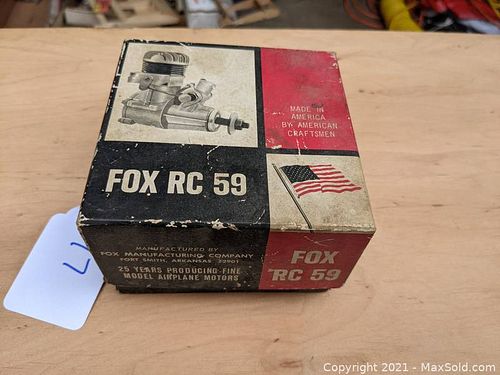 MADE IN
AMERICA
BY AMERICAN
CRAFTSMEN
FOX RC 59
MANUFACTURED BY
FOX MANUFACTURING COMPANY
FORT SMITH, ARKANSAS 72901
25 YEARS PRODUCING FINE
MODEL AIRPLANE MOTORS
FOX
RC 59
Copyright 2021 - MaxSold.com